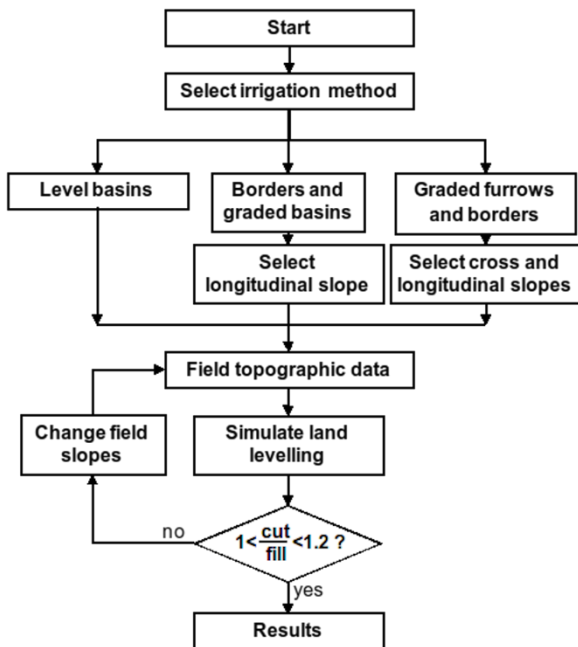 Start
Select irrigation method
Level basins
Borders and
graded basins
Graded furrows
and borders
Select
longitudinal slope
Select cross and
longitudinal slopes
Field topographic data
Change field
slopes
Simulate land
levelling
no
1<cut/fill<1.2 ?
yes
Results